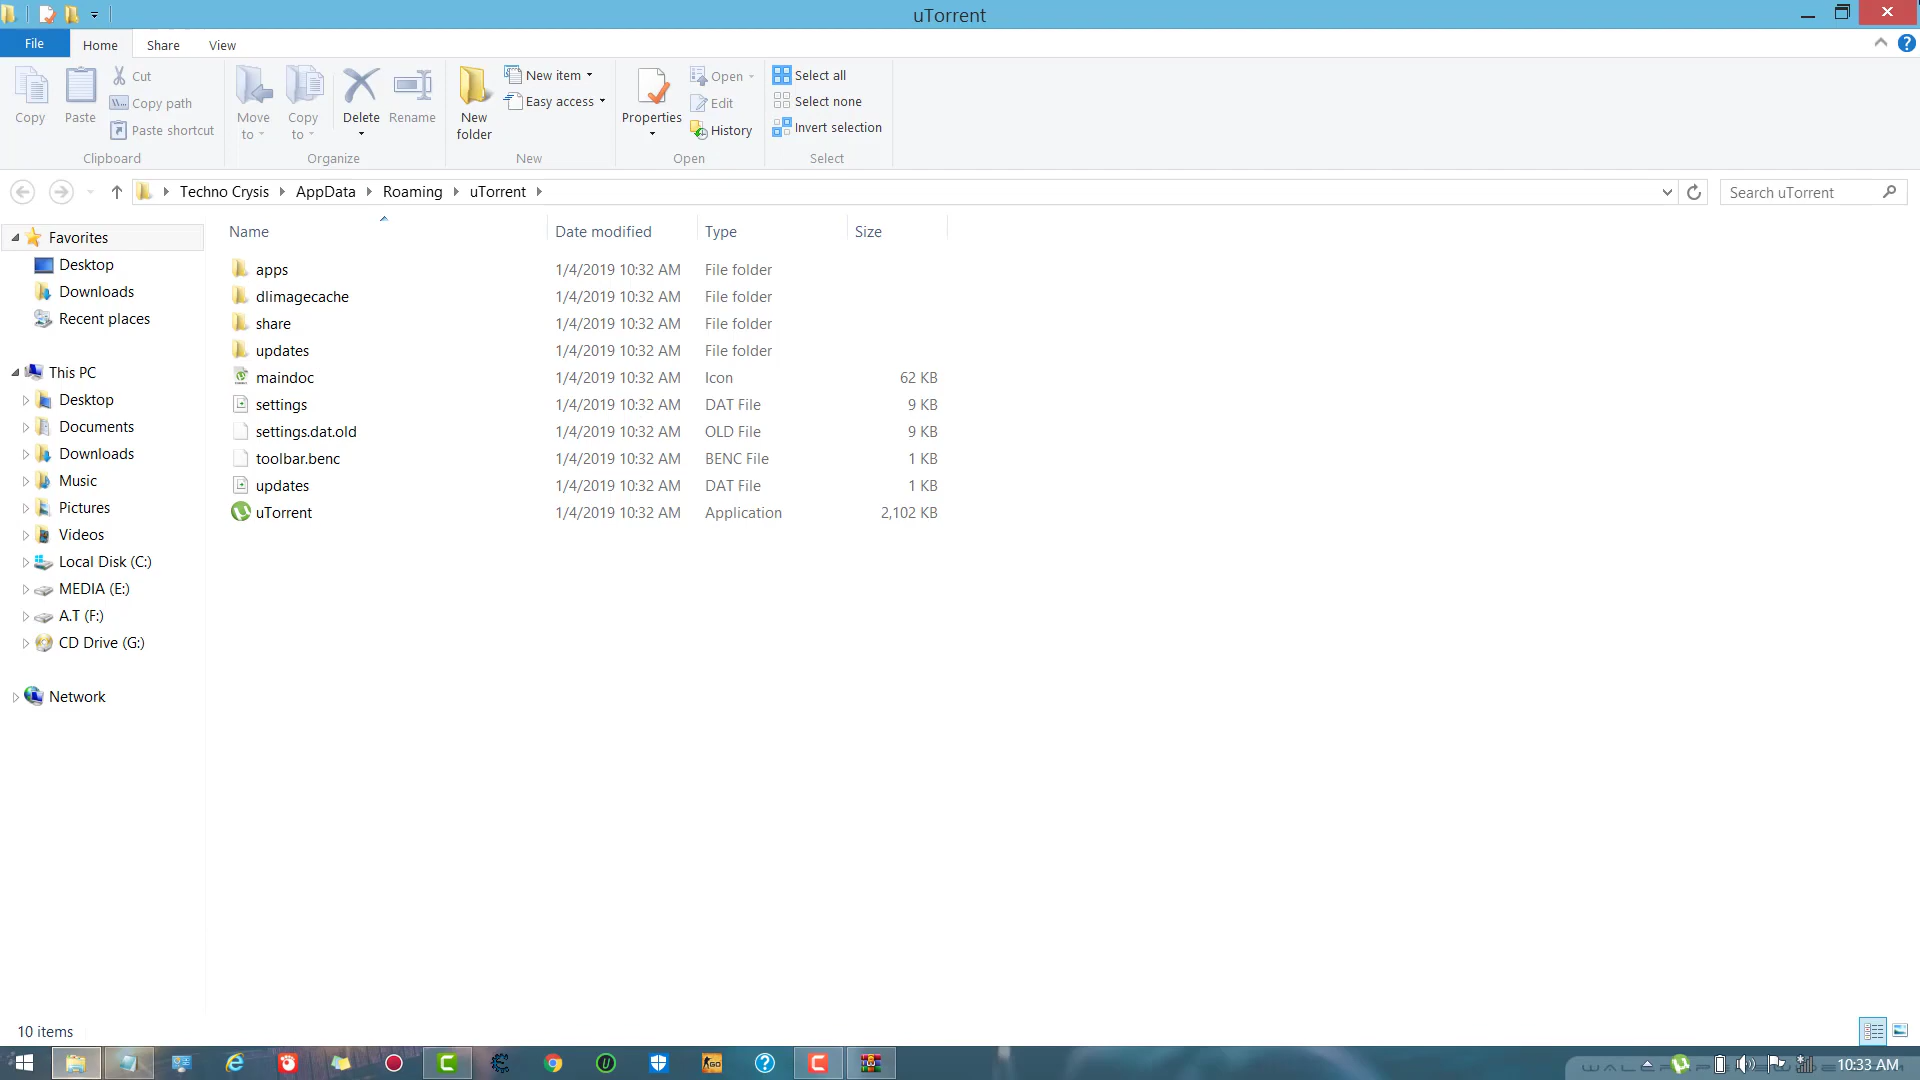 uTorrent
File Home Share View
Copy
Paste
Cut
Copy path
Paste shortcut
Clipboard
Move to
Copy to
Delete
Rename
Organize
New folder
New item
Easy access
New
Properties
Open
Edit
History
Open
Select all
Select none
Invert selection
Select
Techno Crysis AppData Roaming uTorrent
Search uTorrent
Favorites
Desktop
Downloads
Recent places
This PC
Desktop
Documents
Downloads
Music
Pictures
Videos
Local Disk (C:)
MEDIA (E:)
A.T (F:)
CD Drive (G:)
Network
Name Date modified Type Size
apps 1/4/2019 10:32 AM File folder
dlimagecache 1/4/2019 10:32 AM File folder
share 1/4/2019 10:32 AM File folder
updates 1/4/2019 10:32 AM File folder
maindoc 1/4/2019 10:32 AM Icon 62 KB
settings 1/4/2019 10:32 AM DAT File 9 KB
settings.dat.old 1/4/2019 10:32 AM OLD File 9 KB
toolbar.benc 1/4/2019 10:32 AM BENC File 1 KB
updates 1/4/2019 10:32 AM DAT File 1 KB
uTorrent 1/4/2019 10:32 AM Application 2,102 KB
10 items
10:33 AM